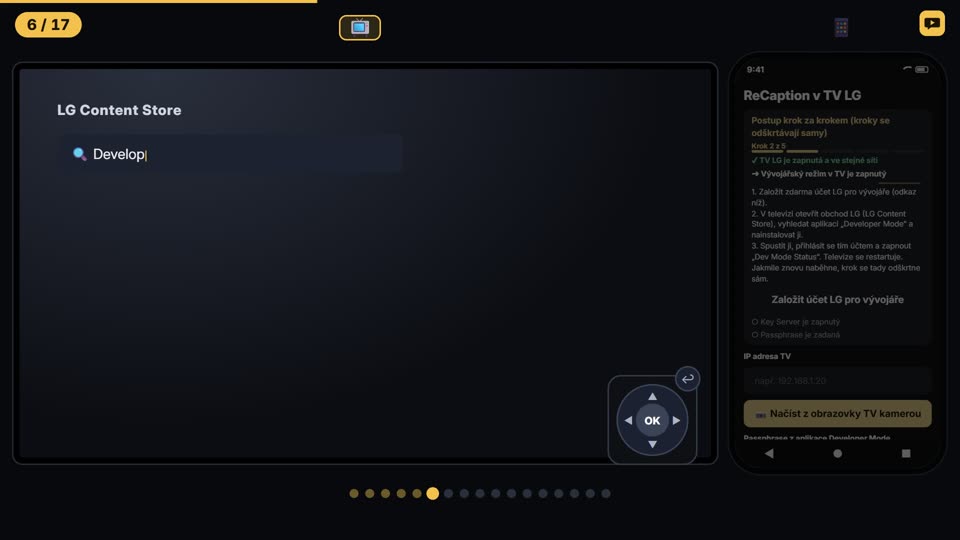 6 / 17
LG Content Store
Develop
OK
9:41
ReCaption v TV LG
Postup krok za krokem (kroky se
odškrtávají samy)
Krok 2 z 5
✓ TV LG je zapnutá a ve stejné síti
➔ Vývojářský režim v TV je zapnutý
1. Založit zdarma účet LG pro vývojáře (odkaz
níž).
2. V televizi otevřít obchod LG (LG Content
Store), vyhledat aplikaci „Developer Mode“ a
nainstalovat ji.
3. Spustit ji, přihlásit se tím účtem a zapnout
„Dev Mode Status“. Televize se restartuje.
Jakmile znovu naběhne, krok se tady odškrtne
sám.
Založit účet LG pro vývojáře
○ Key Server je zapnutý
○ Passphrase je zadaná
IP adresa TV
např. 192.168.1.20
Načíst z obrazovky TV kamerou
Passphrase z aplikace Developer Mode